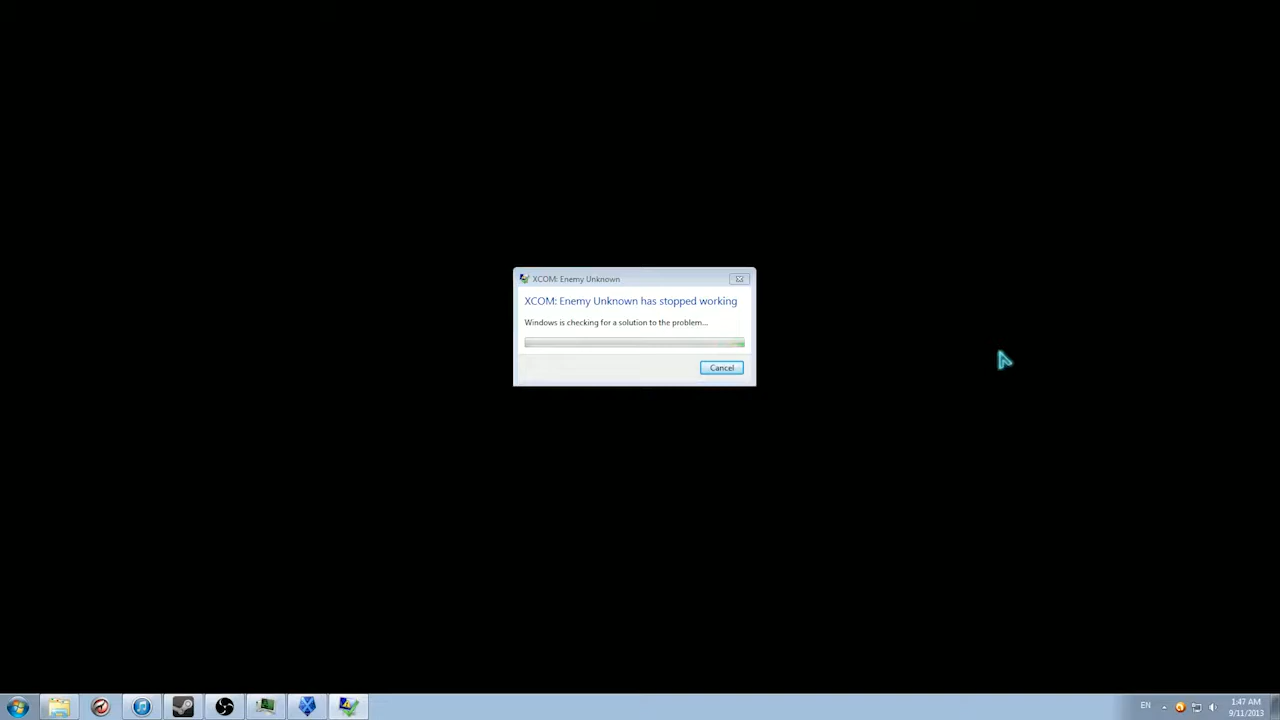 XCOM: Enemy Unknown
XCOM: Enemy Unknown has stopped working
Windows is checking for a solution to the problem...
Cancel
EN
1:47 AM
9/11/2013